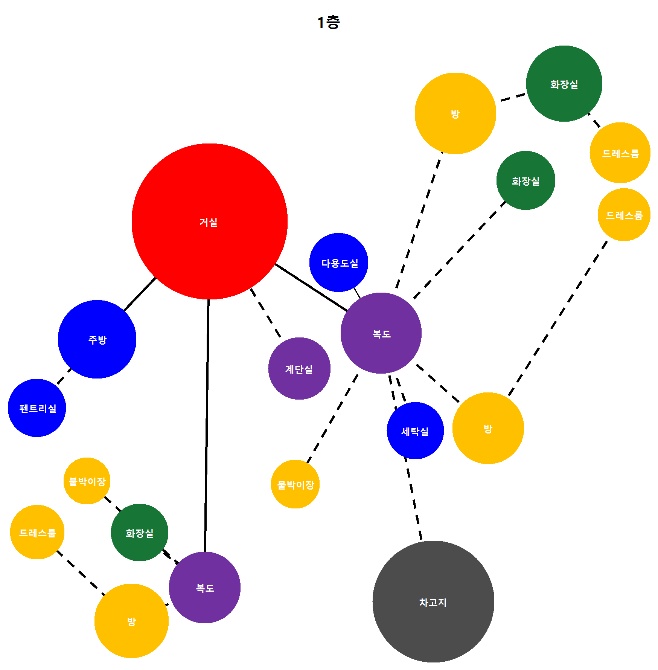 1층
화장실
방
드레스룸
화장실
드레스룸
거실
다용도실
복도
주방
계단실
펜트리실
방
세탁실
붙박이장
붙박이장
드레스룸
화장실
복도
방
차고지